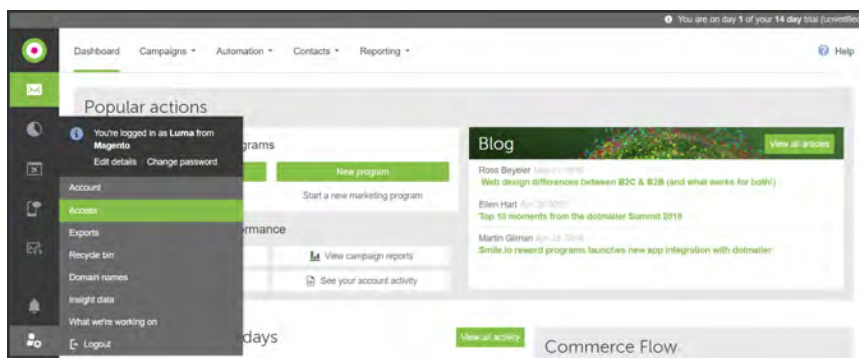 You are on day 1 of your 14 day trial (unverified
Dashboard Campaigns Automation Contacts Reporting
Help
Popular actions
You're logged in as Luma from
Magento
Edit details Change password
Account
Access
Exports
Recycle bin
Domain names
Insight data
What we're working on
Logout
grams
New program
Start a new marketing program
rmance
View campaign reports
See your account activity
Blog
View all articles
Ross Beyeler
Web design differences between B2C & B2B (and what works for both!)
Ellen Hart
Top 10 moments from the dotmailer Summit 2019
Martin Gilman
Smile.io reward programs launches new app integration with dotmailer
days
View all activity
Commerce Flow